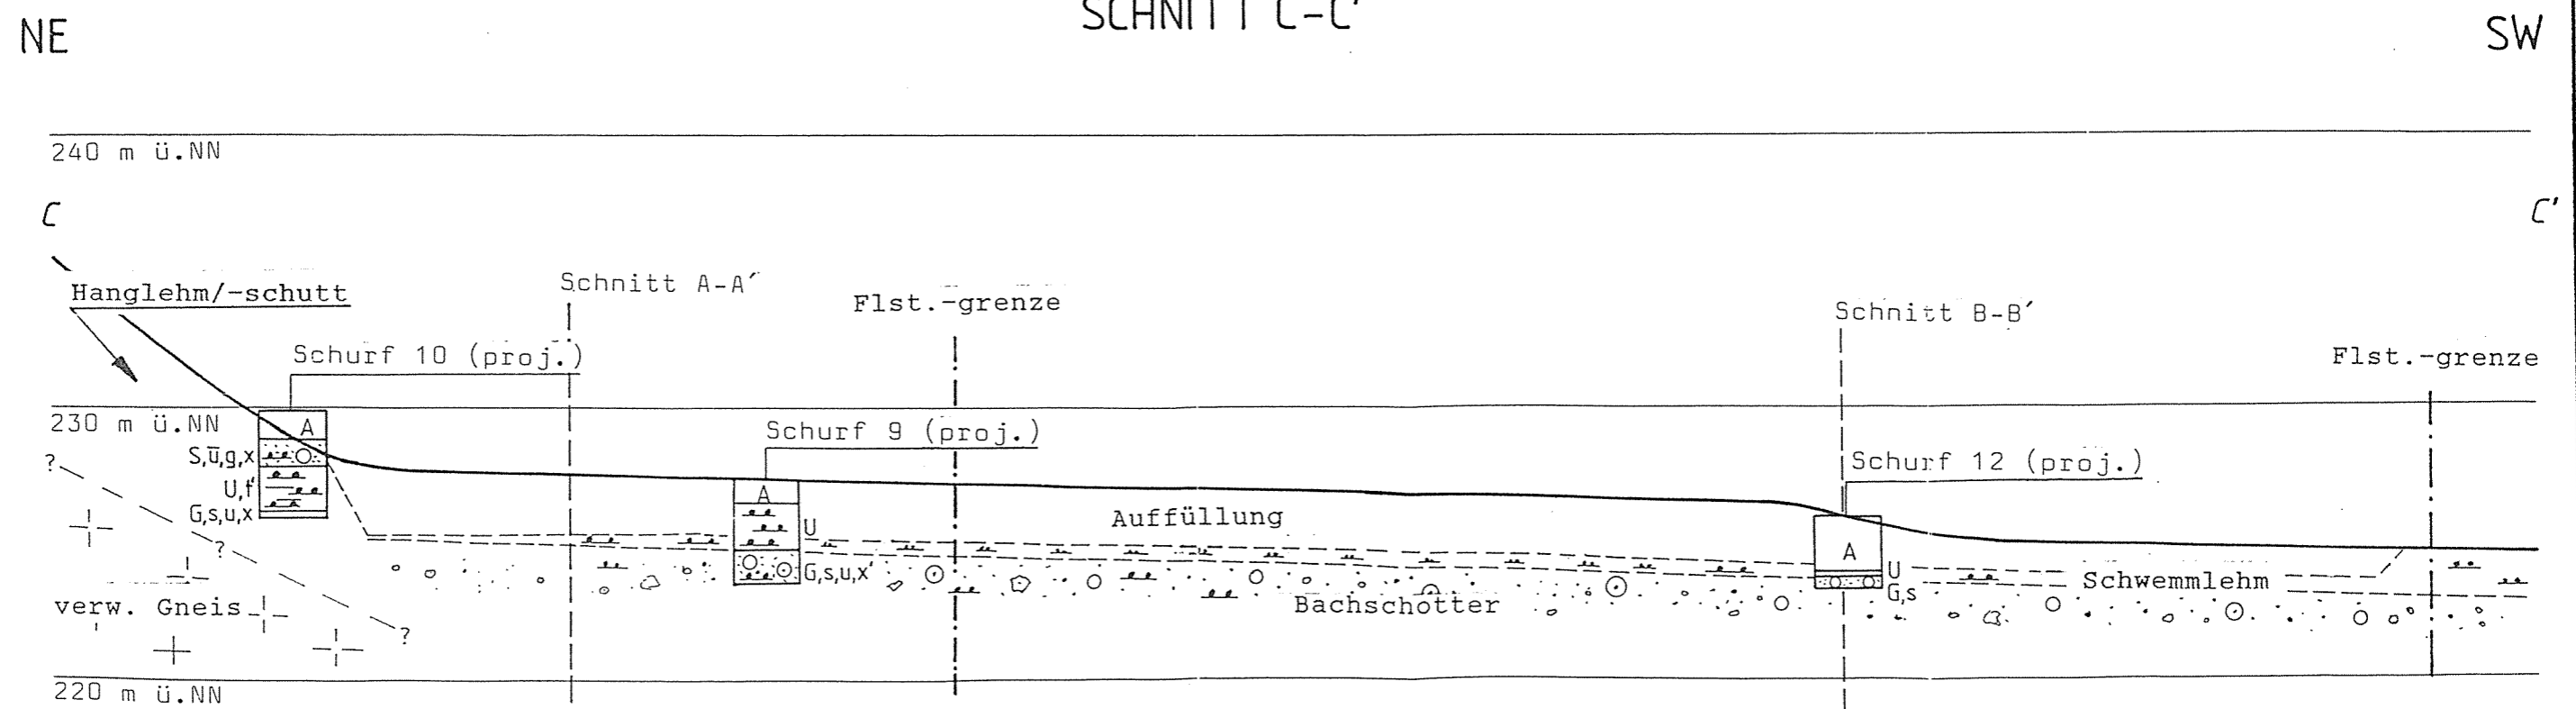 SCHNITT C-C'
NE
SW
240 m ü.NN
C
C'
Hanglehm/-schutt
Schnitt A-A'
Flst.-grenze
Schnitt B-B'
Schurf 10 (proj.)
Flst.-grenze
230 m ü.NN
A
Schurf 9 (proj.)
S,ū,g,x
?
Schurf 12 (proj.)
U,f'
A
G,s,u,x
Auffüllung
U
?
A
G,s,u,x'
U
Schwemmlehm
G,s
verw. Gneis
Bachschotter
?
220 m ü.NN